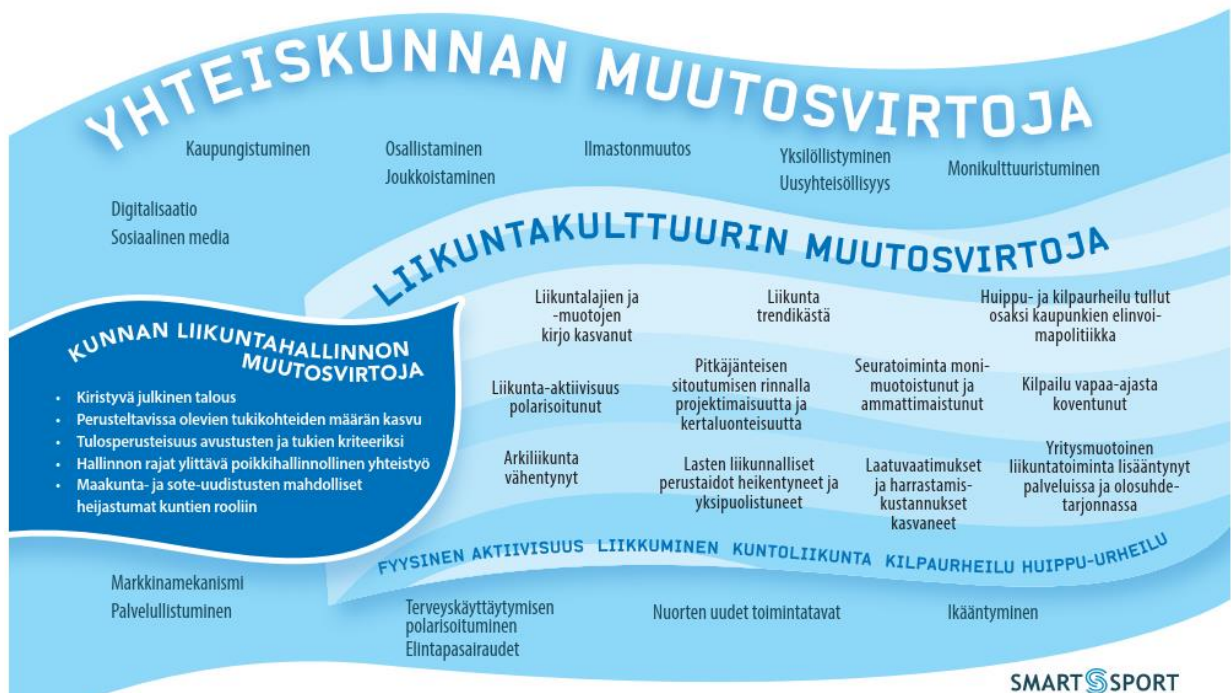 YHTEISKUNNAN MUUTOSVIRTOJA
Kaupungistuminen
Osallistaminen
Joukkoistaminen
Ilmastonmuutos
Yksilöllistyminen
Uusyhteisöllisyys
Monikulttuuristuminen
Digitalisaatio
Sosiaalinen media
LIIKUNTAKULTTUURIN MUUTOSVIRTOJA
Liikuntalajien ja
-muotojen
kirjo kasvanut
Liikunta
trendikästä
Huippu- ja kilpaurheilu tullut
osaksi kaupunkien elinvoi-
mapolitiikka
KUNNAN LIIKUNTAHALLINNON
MUUTOSVIRTOJA
• Kiristyvä julkinen talous
• Perusteltavissa olevien tukikohteiden määrän kasvu
• Tulosperusteisuus avustusten ja tukien kriteeriksi
• Hallinnon rajat ylittävä poikkihallinnollinen yhteistyö
• Maakunta- ja sote-uudistusten mahdolliset
heijastumat kuntien rooliin
Liikunta-aktiivisuus
polarisoitunut
Pitkäjänteisen
sitoutumisen rinnalla
projektimaisuutta ja
kertaluonteisuutta
Seuratoiminta moni-
muotoistunut ja
ammattimaistunut
Kilpailu vapaa-ajasta
koventunut
Arkiliikunta
vähentynyt
Lasten liikunnalliset
perustaidot heikentyneet ja
yksipuolistuneet
Laatuvaatimukset
ja harrastamis-
kustannukset
kasvaneet
Yritysmuotoinen
liikuntatoiminta lisääntynyt
palveluissa ja olosuhde-
tarjonnassa
FYYSINEN AKTIIVISUUS LIIKKUMINEN KUNTOLIIKUNTA KILPAURHEILU HUIPPU-URHEILU
Markkinamekanismi
Palvelullistuminen
Terveyskäyttäytymisen
polarisoituminen
Elintapasairaudet
Nuorten uudet toimintatavat
Ikääntyminen
SMART SPORT